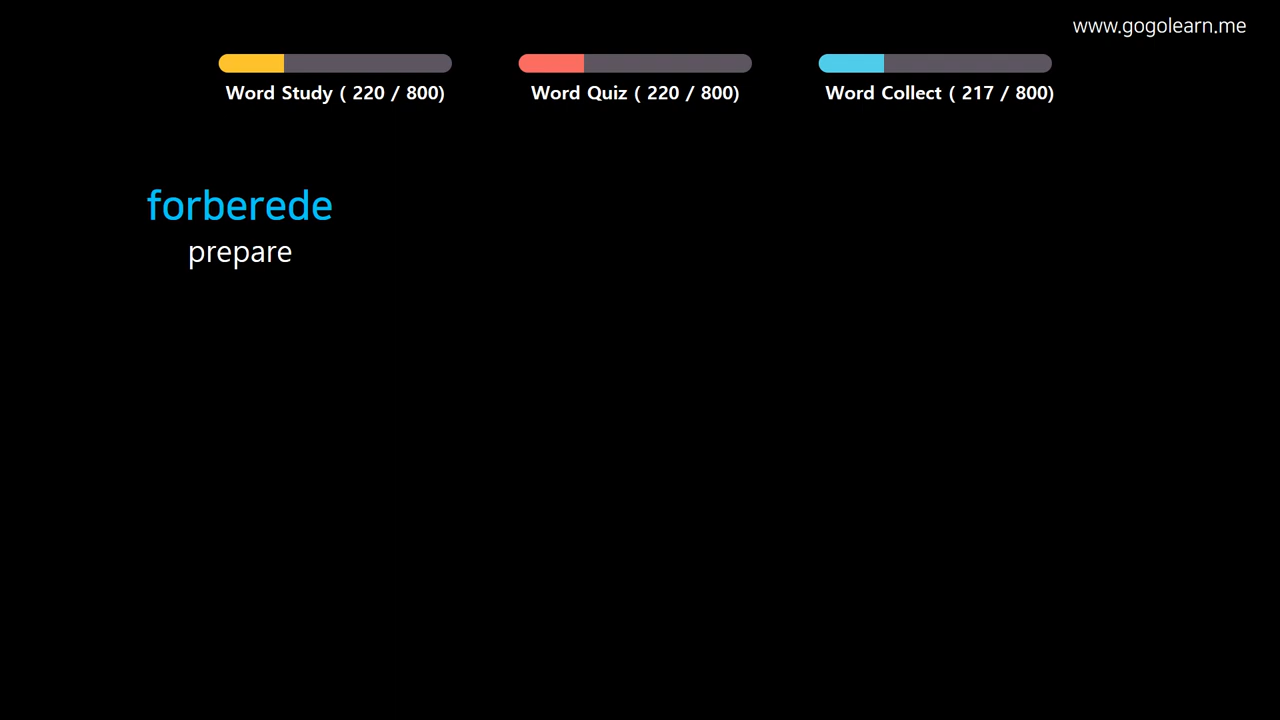 www.gogolearn.me
Word Study ( 220 / 800)
Word Quiz ( 220 / 800)
Word Collect ( 217 / 800)
forberede
prepare